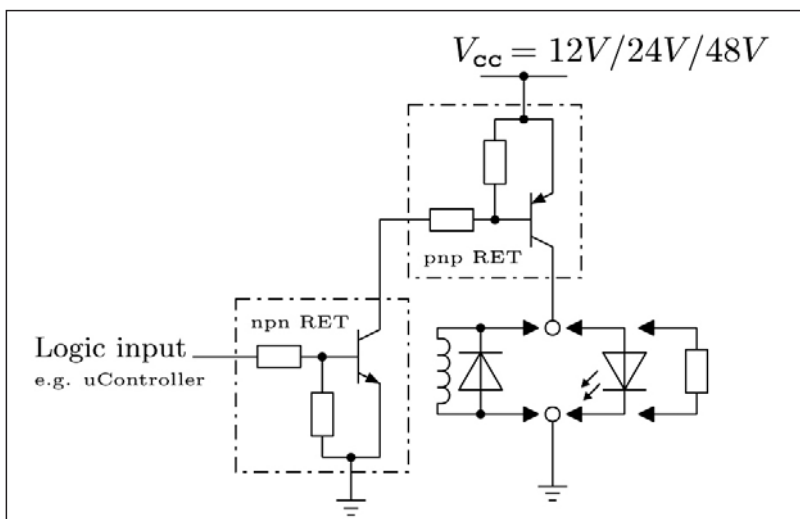 V_CC = 12V/24V/48V
pnp RET
npn RET
Logic input
e.g. uController